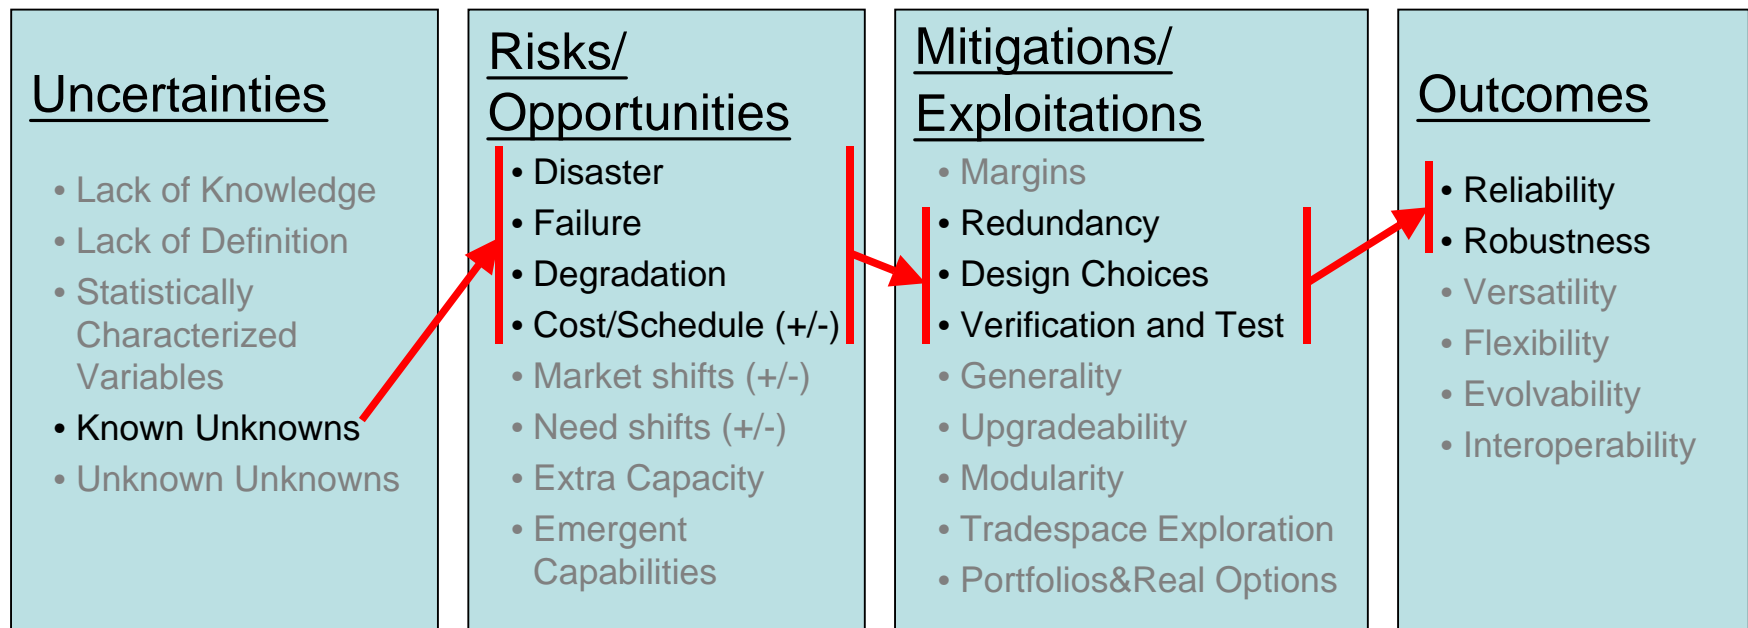 Uncertainties
• Lack of Knowledge
• Lack of Definition
• Statistically
Characterized
Variables
• Known Unknowns
• Unknown Unknowns
Risks/
Opportunities
• Disaster
• Failure
• Degradation
• Cost/Schedule (+/-)
• Market shifts (+/-)
• Need shifts (+/-)
• Extra Capacity
• Emergent
Capabilities
Mitigations/
Exploitations
• Margins
• Redundancy
• Design Choices
• Verification and Test
• Generality
• Upgradeability
• Modularity
• Tradespace Exploration
• Portfolios&Real Options
Outcomes
• Reliability
• Robustness
• Versatility
• Flexibility
• Evolvability
• Interoperability